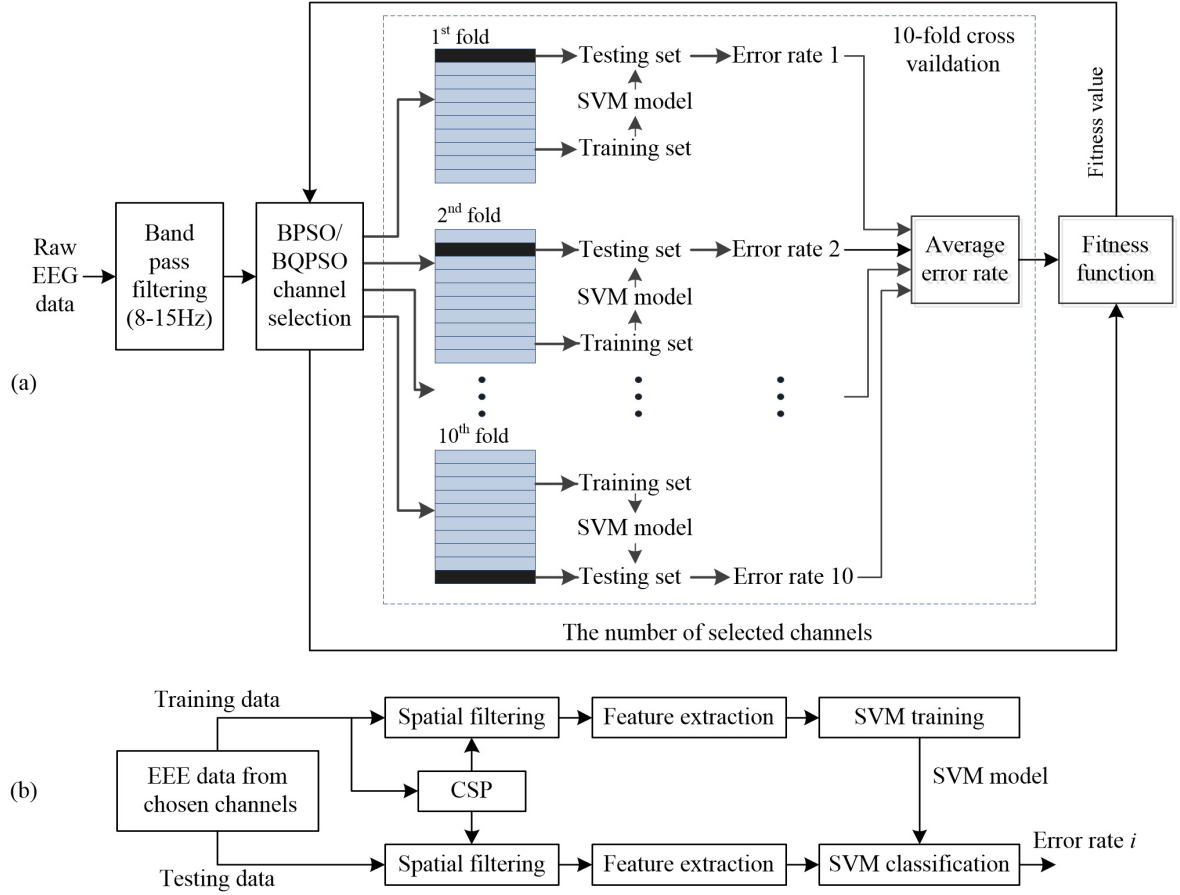 1st fold
Testing set
Error rate 1
10-fold cross
vaildation
SVM model
Training set
Fitness value
Raw
EEG
data
Band
pass
filtering
(8-15Hz)
BPSO/
BQPSO
channel
selection
2nd fold
Testing set
Error rate 2
SVM model
Training set
Average
error rate
Fitness
function
(a)
10th fold
Training set
SVM model
Testing set
Error rate 10
The number of selected channels
(b)
Training data
Spatial filtering
Feature extraction
SVM training
EEE data from
chosen channels
CSP
SVM model
Testing data
Spatial filtering
Feature extraction
SVM classification
Error rate i